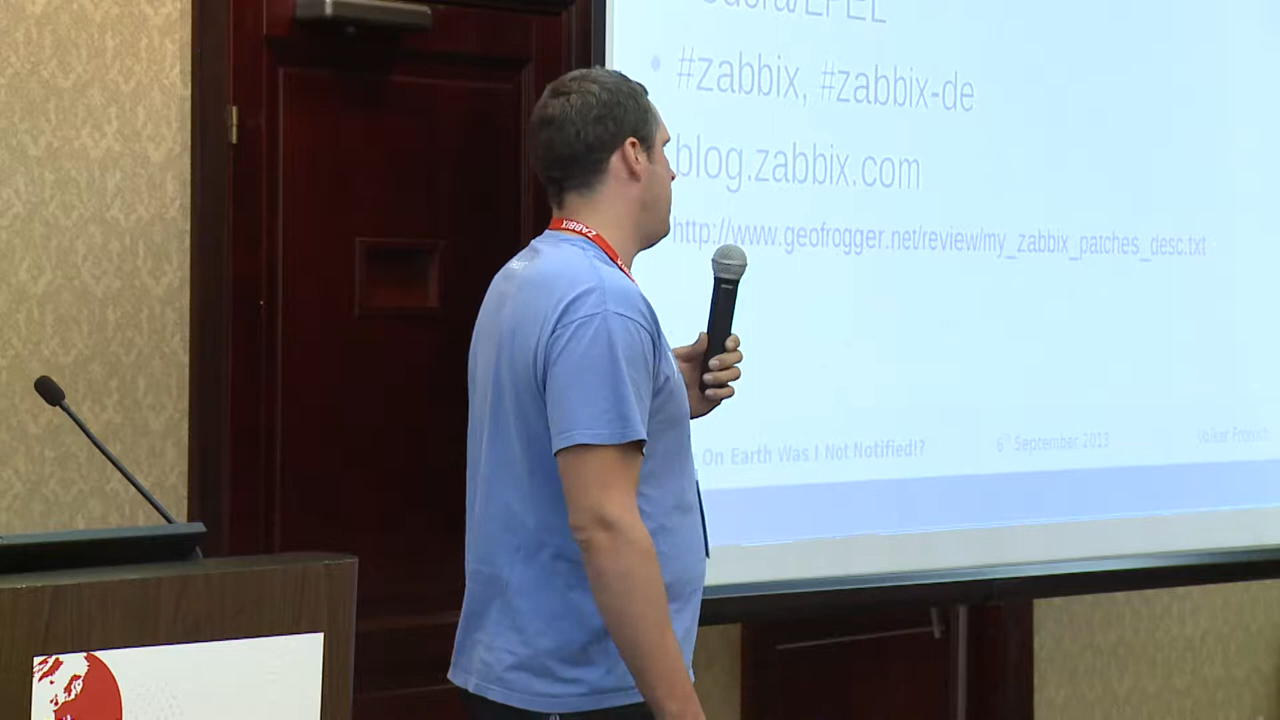 #zabbix, #zabbix-de
blog.zabbix.com
http://www.geofrogger.net/review/my_zabbix_patches_desc.txt
On Earth Was I Not Notified!? 6th September 2013 Volker
ZABBIX